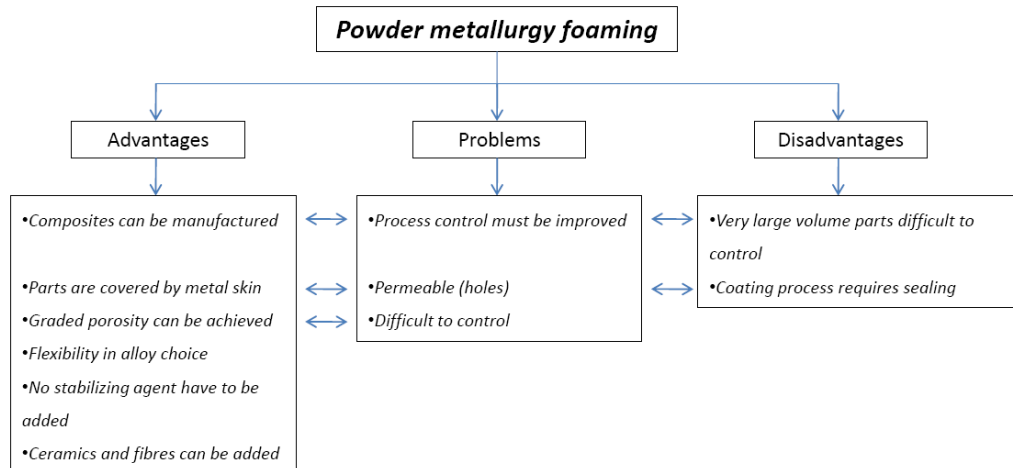 Powder metallurgy foaming
Advantages
Problems
Disadvantages
•Composites can be manufactured
•Parts are covered by metal skin
•Graded porosity can be achieved
•Flexibility in alloy choice
•No stabilizing agent have to be
added
•Ceramics and fibres can be added
•Process control must be improved
•Permeable (holes)
•Difficult to control
•Very large volume parts difficult to
control
•Coating process requires sealing